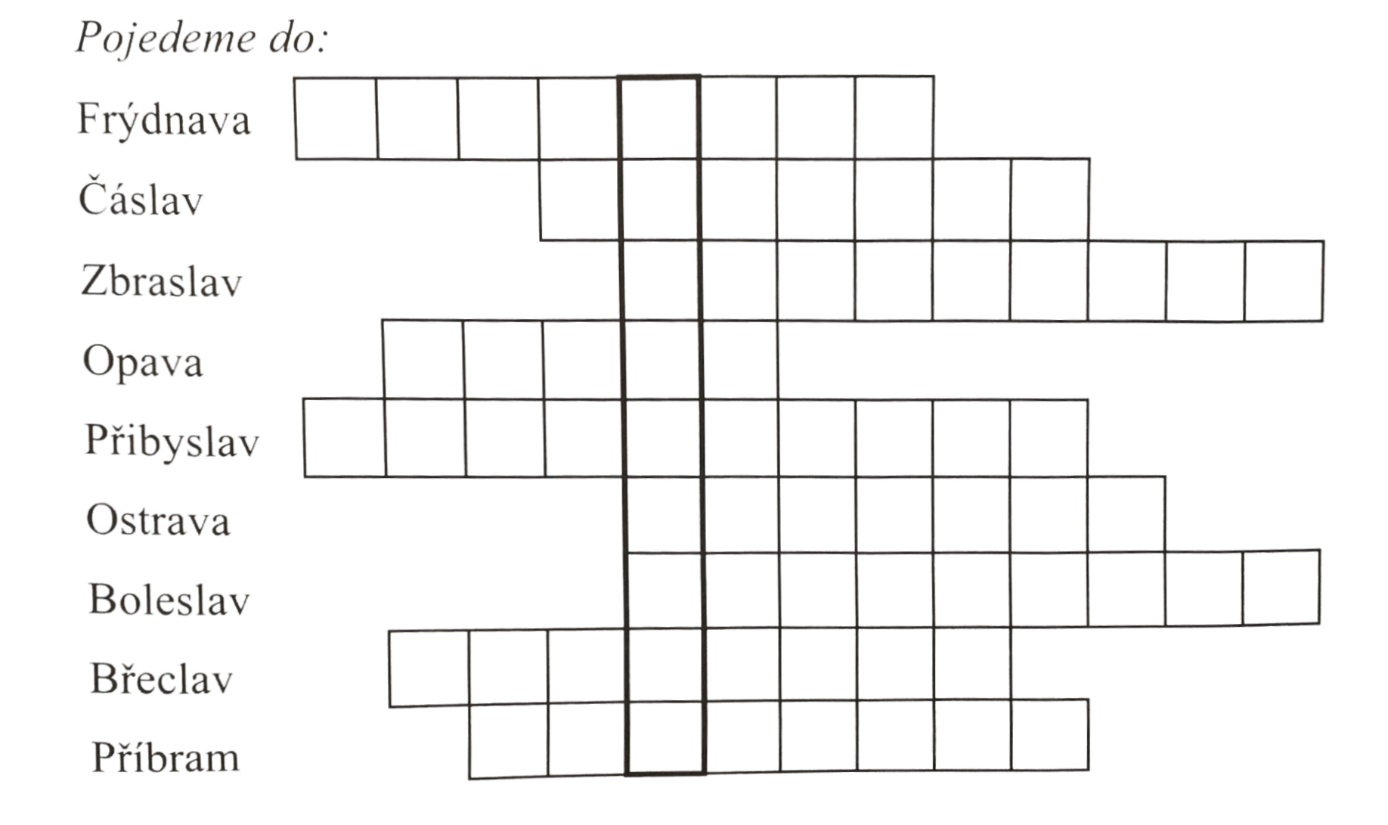 Pojedeme do:
Frýdnava
Čáslav
Zbraslav
Opava
Přibyslav
Ostrava
Boleslav
Břeclav
Příbram